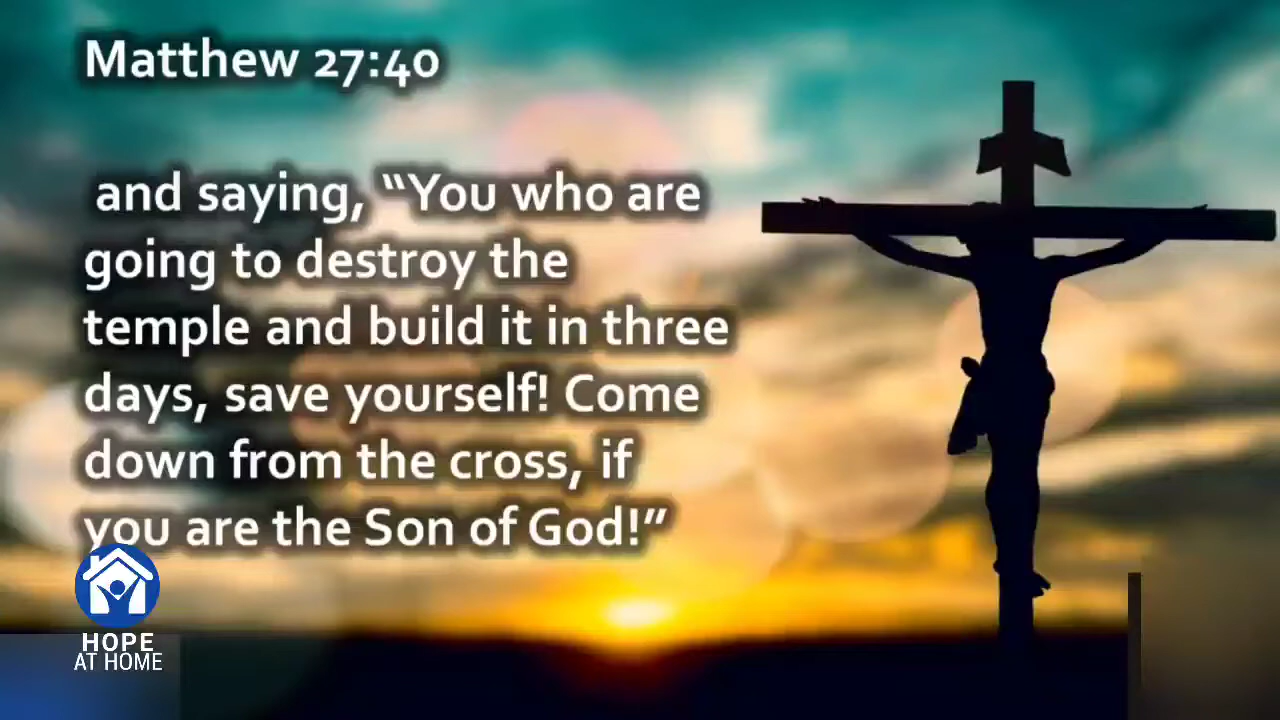 Matthew 27:40
and saying, “You who are
going to destroy the
temple and build it in three
days, save yourself! Come
down from the cross, if
you are the Son of God!”
HOPE
AT HOME